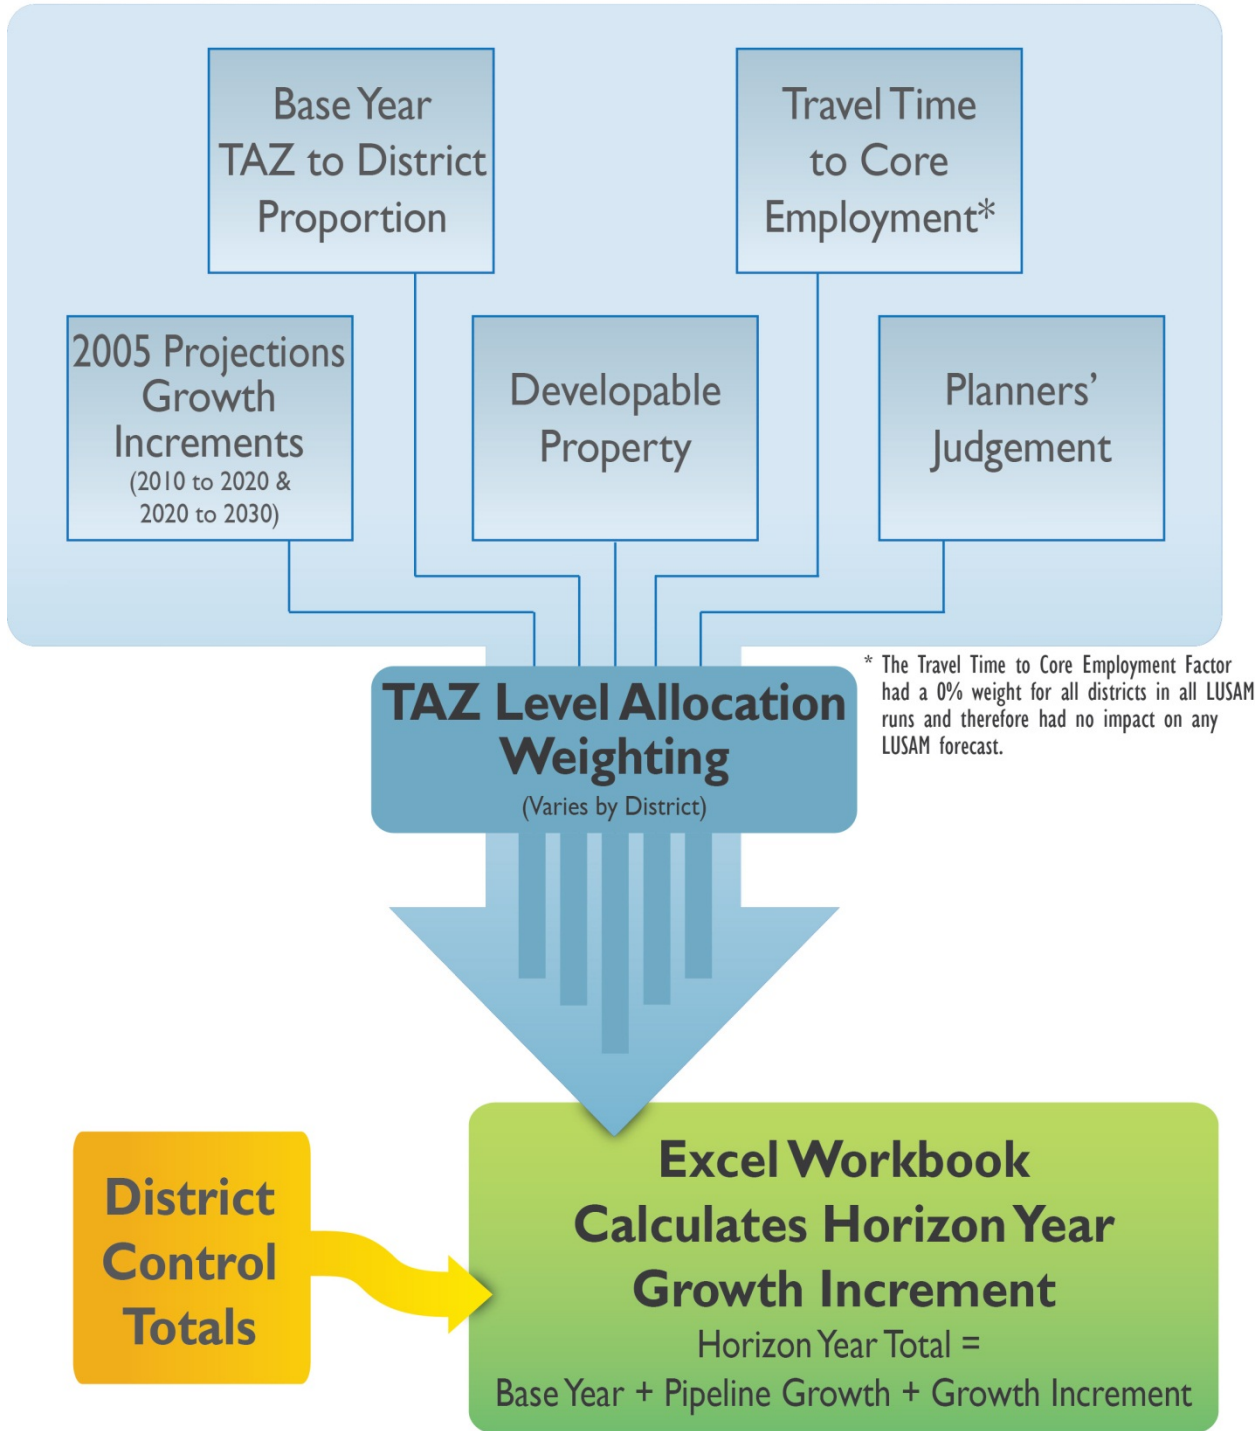 Base Year
TAZ to District
Proportion
Travel Time
to Core
Employment*
2005 Projections
Growth
Increments
(2010 to 2020 &
2020 to 2030)
Developable
Property
Planners’
Judgement
TAZ Level Allocation
Weighting
(Varies by District)
* The Travel Time to Core Employment Factor
had a 0% weight for all districts in all LUSAM
runs and therefore had no impact on any
LUSAM forecast.
District
Control
Totals
Excel Workbook
Calculates Horizon Year
Growth Increment
Horizon Year Total =
Base Year + Pipeline Growth + Growth Increment